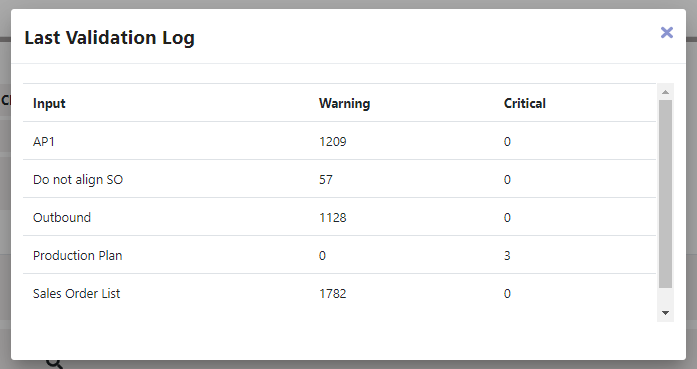 Last Validation Log
Input Warning Critical
AP1 1209 0
Do not align SO 57 0
Outbound 1128 0
Production Plan 0 3
Sales Order List 1782 0